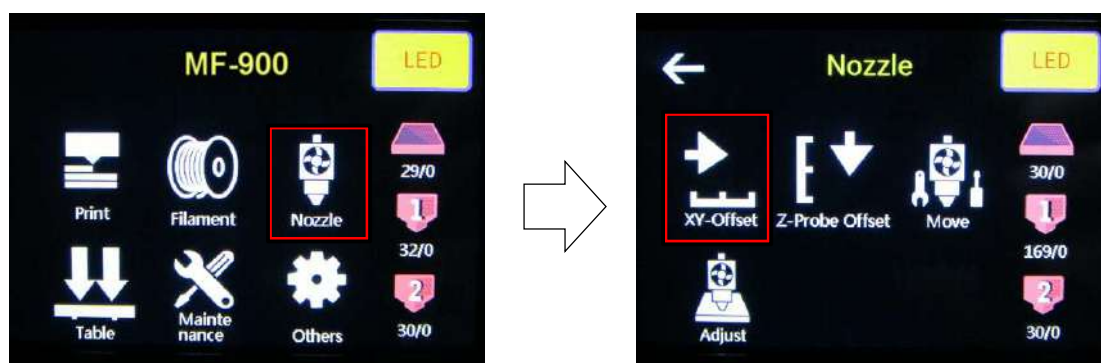 MF-900
LED
Print
Filament
Nozzle
29/0
1
32/0
2
30/0
Table
Mainte
nance
Others
Nozzle
LED
XY-Offset
Z-Probe Offset
Move
30/0
1
169/0
2
30/0
Adjust